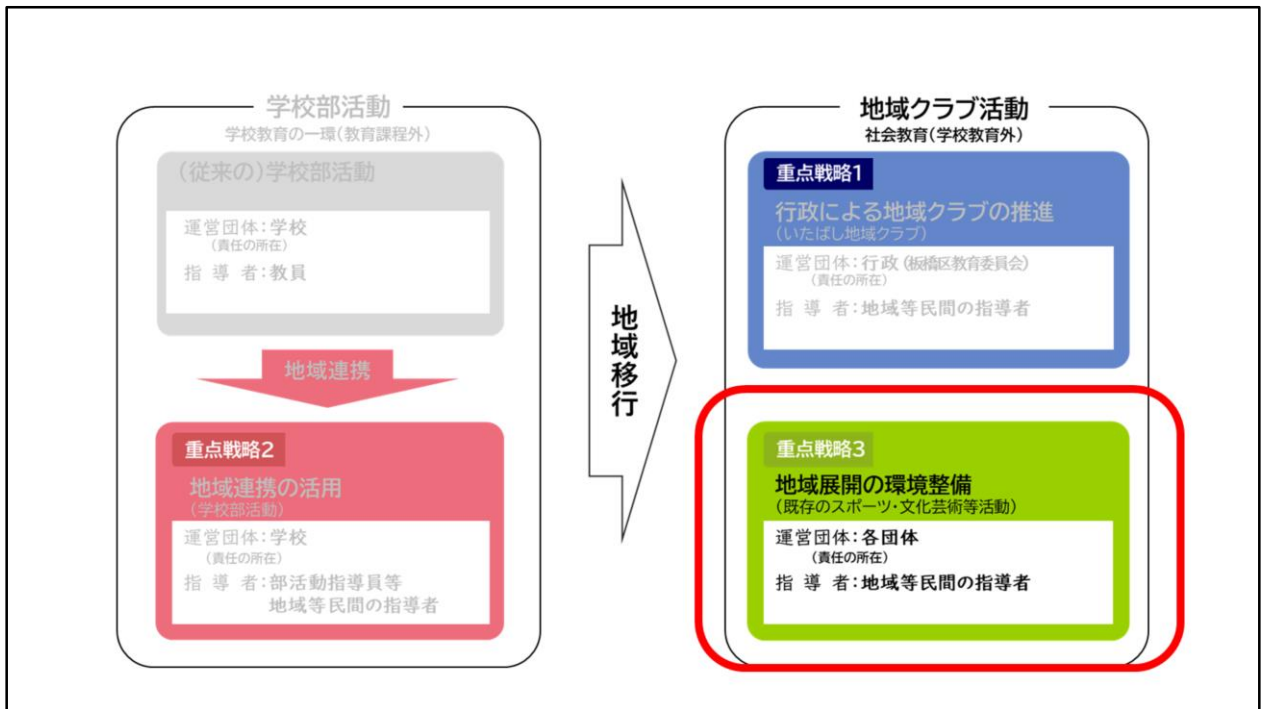 学校部活動
学校教育の一環(教育課程外)
(従来の)学校部活動
運営団体：学校
(責任の所在)
指 導 者：教員
地域連携
重点戦略2
地域連携の活用
(学校部活動)
運営団体：学校
(責任の所在)
指 導 者：部活動指導員等
地域等民間の指導者
地域移行
地域クラブ活動
社会教育(学校教育外)
重点戦略1
行政による地域クラブの推進
(いたばし地域クラブ)
運営団体：行政(板橋区教育委員会)
(責任の所在)
指 導 者：地域等民間の指導者
重点戦略3
地域展開の環境整備
(既存のスポーツ・文化芸術等活動)
運営団体：各団体
(責任の所在)
指 導 者：地域等民間の指導者